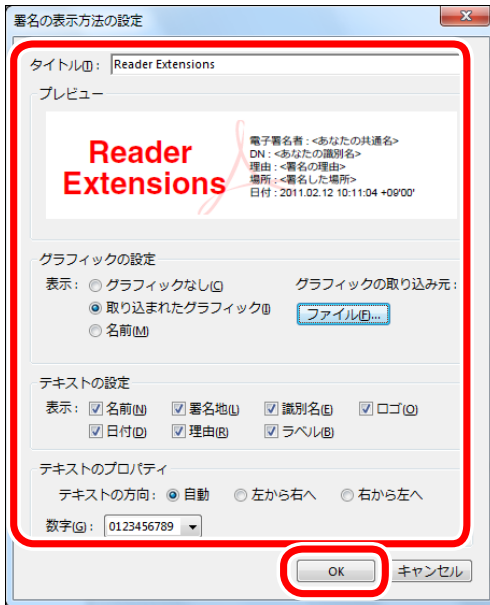 署名の表示方法の設定
タイトル(T): Reader Extensions
プレビュー
Reader
Extensions
電子署名者 : <あなたの共通名>
DN : <あなたの識別名>
理由 : <署名の理由>
場所 : <署名した場所>
日付 : 2011.02.12 10:11:04 +09'00'
グラフィックの設定
表示: グラフィックなし(C) グラフィックの取り込み元:
取り込まれたグラフィック(I) ファイル(F)...
名前(M)
テキストの設定
表示: 名前(N) 署名地(L) 識別名(E) ロゴ(O)
日付(D) 理由(R) ラベル(B)
テキストのプロパティ
テキストの方向: 自動 左から右へ 右から左へ
数字(G): 0123456789
OK キャンセル